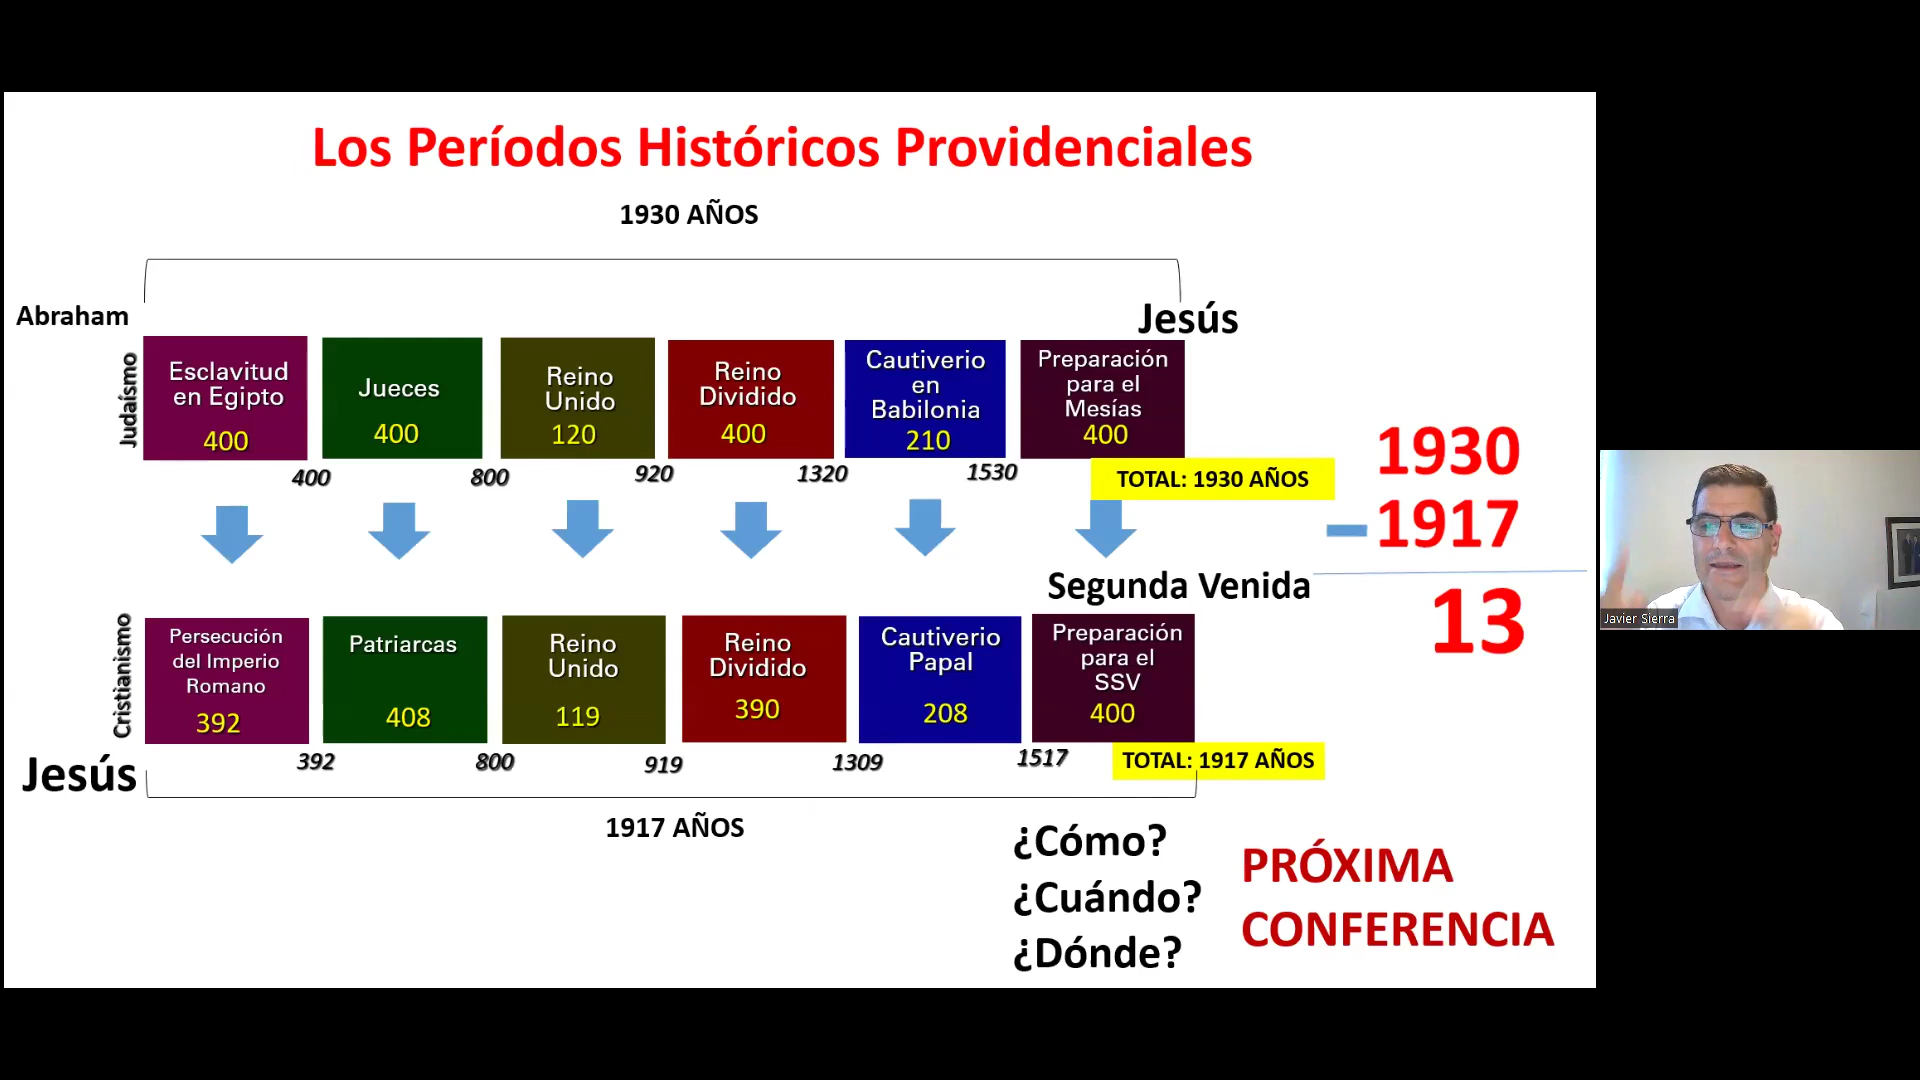 Los Períodos Históricos Providenciales
1930 AÑOS
Abraham
Jesús
Judaísmo
Esclavitud
en Egipto
400
Jueces
400
Reino
Unido
120
Reino
Dividido
400
Cautiverio
en
Babilonia
210
Preparación
para el
Mesías
400
400
800
920
1320
1530
TOTAL: 1930 AÑOS
1930
1917
13
Segunda Venida
Cristianismo
Persecución
del Imperio
Romano
392
Patriarcas
408
Reino
Unido
119
Reino
Dividido
390
Cautiverio
Papal
208
Preparación
para el
SSV
400
Jesús
392
800
919
1309
1517
TOTAL: 1917 AÑOS
1917 AÑOS
¿Cómo?
¿Cuándo?
¿Dónde?
PRÓXIMA
CONFERENCIA
Javier Sierra